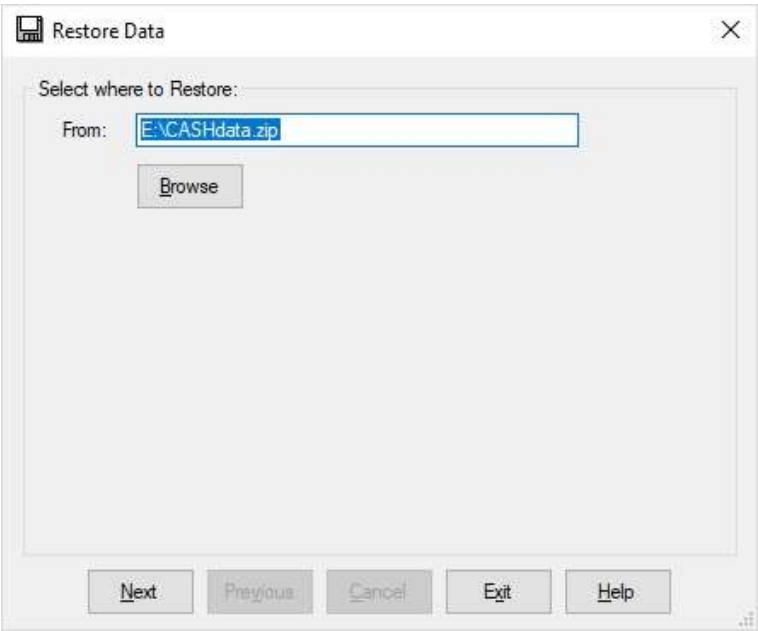 Restore Data
Select where to Restore:
From: E:\CASHdata.zip
Browse
Next Previous Cancel Exit Help